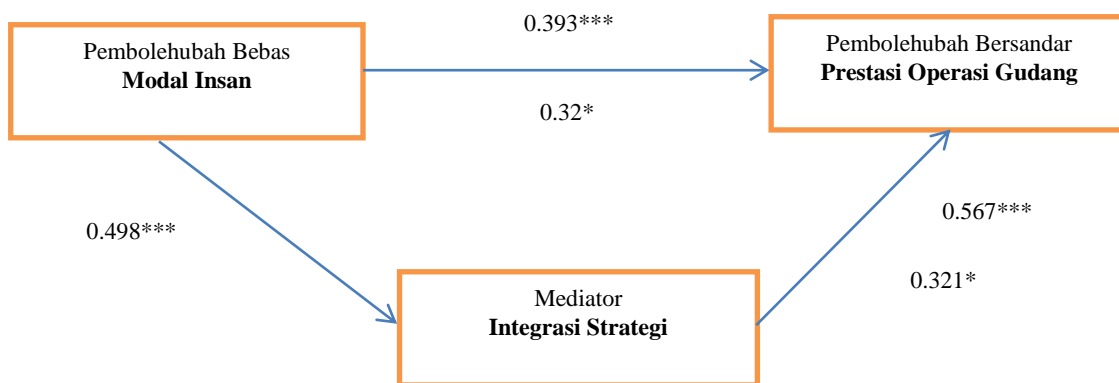 0.393***
Pembolehubah Bebas
Modal Insan
Pembolehubah Bersandar
Prestasi Operasi Gudang
0.32*
0.498***
0.567***
0.321*
Mediator
Integrasi Strategi